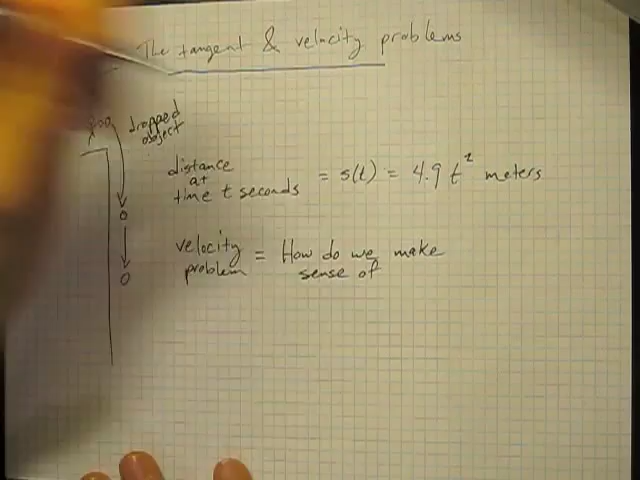 The tangent & velocity problems
dropped
object
distance
at
time t seconds
= s(t) = 4.9 t² meters
velocity
problem
= How do we make
sense of